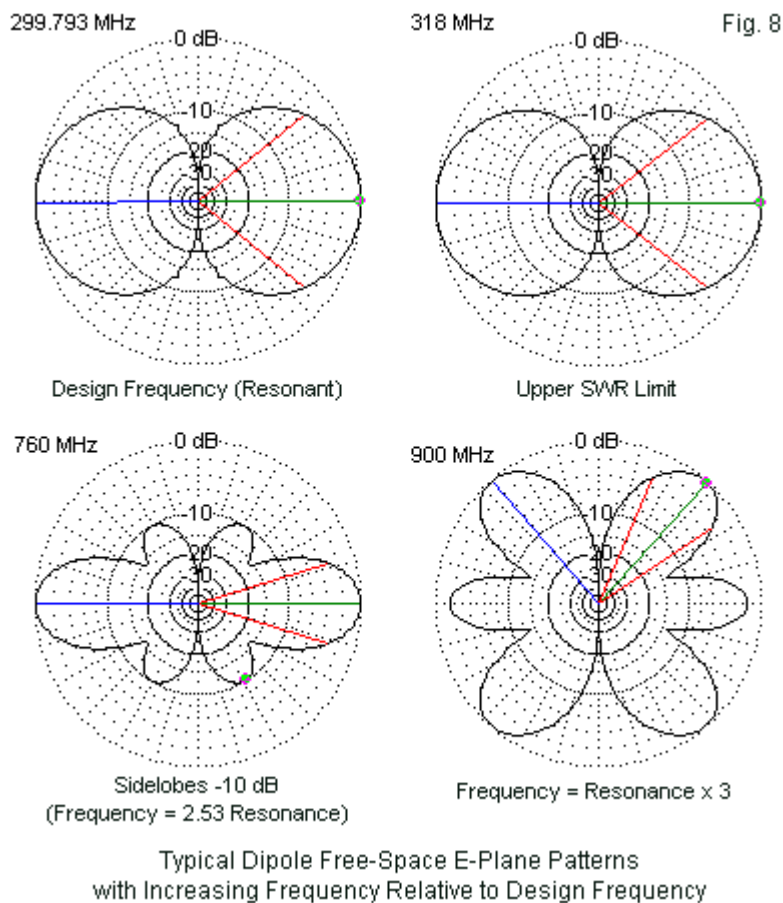 299.793 MHz
0 dB
-10
20
30
Design Frequency (Resonant)
318 MHz
Fig. 8
0 dB
-10
20
30
Upper SWR Limit
760 MHz
0 dB
-10
20
30
Sidelobes -10 dB
(Frequency = 2.53 Resonance)
900 MHz
0 dB
-10
20
30
Frequency = Resonance x 3
Typical Dipole Free-Space E-Plane Patterns
with Increasing Frequency Relative to Design Frequency